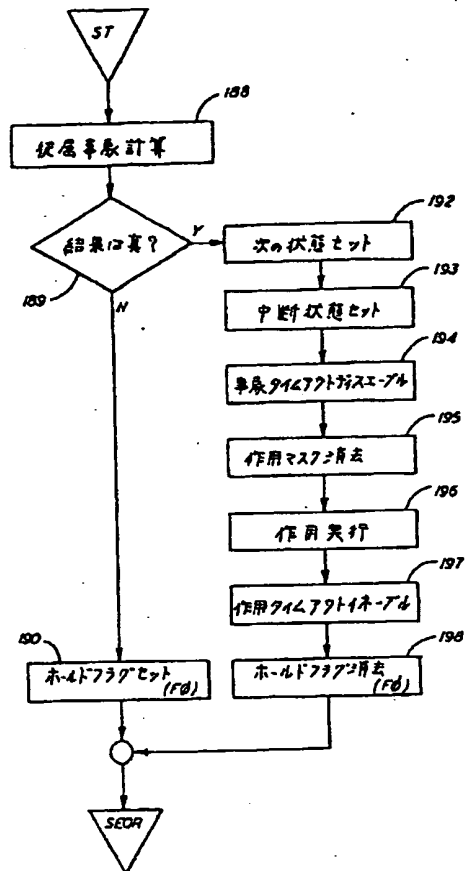 ST
188
従属事象計算
結果は真?
Y
189
N
192
次の状態セット
193
中断状態セット
194
事象タイムアウトディスエーブル
195
作用マスク消去
196
作用実行
197
作用タイムアウトイネーブル
190
ホールドフラグセット
(FØ)
198
ホールドフラグ消去
(FØ)
SEOR